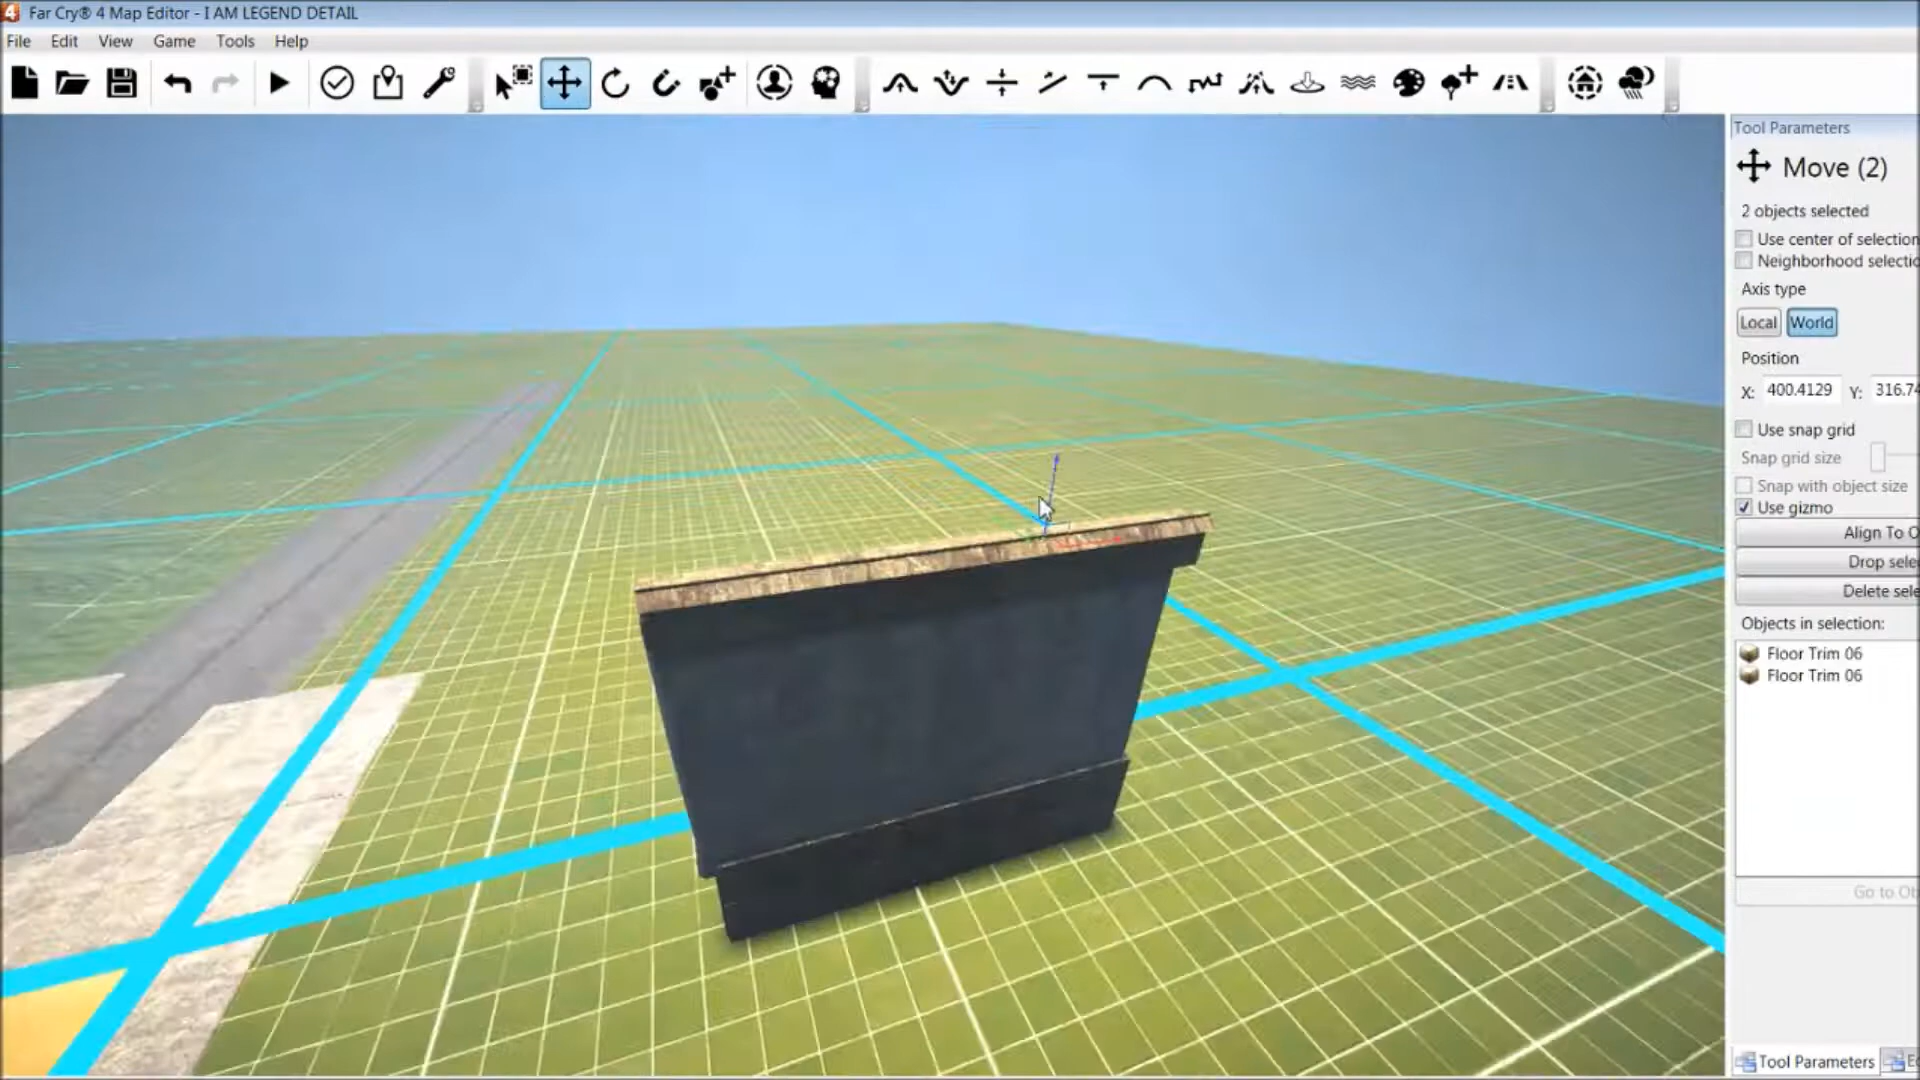 4 Far Cry® 4 Map Editor - I AM LEGEND DETAIL
File Edit View Game Tools Help
Tool Parameters
Move (2)
2 objects selected
Use center of selection
Neighborhood selectio
Axis type
Local World
Position
X: 400.4129 Y: 316.74
Use snap grid
Snap grid size
Snap with object size
Use gizmo
Align To O
Drop sele
Delete sele
Objects in selection:
Floor Trim 06
Floor Trim 06
Go to Ob
Tool Parameters E